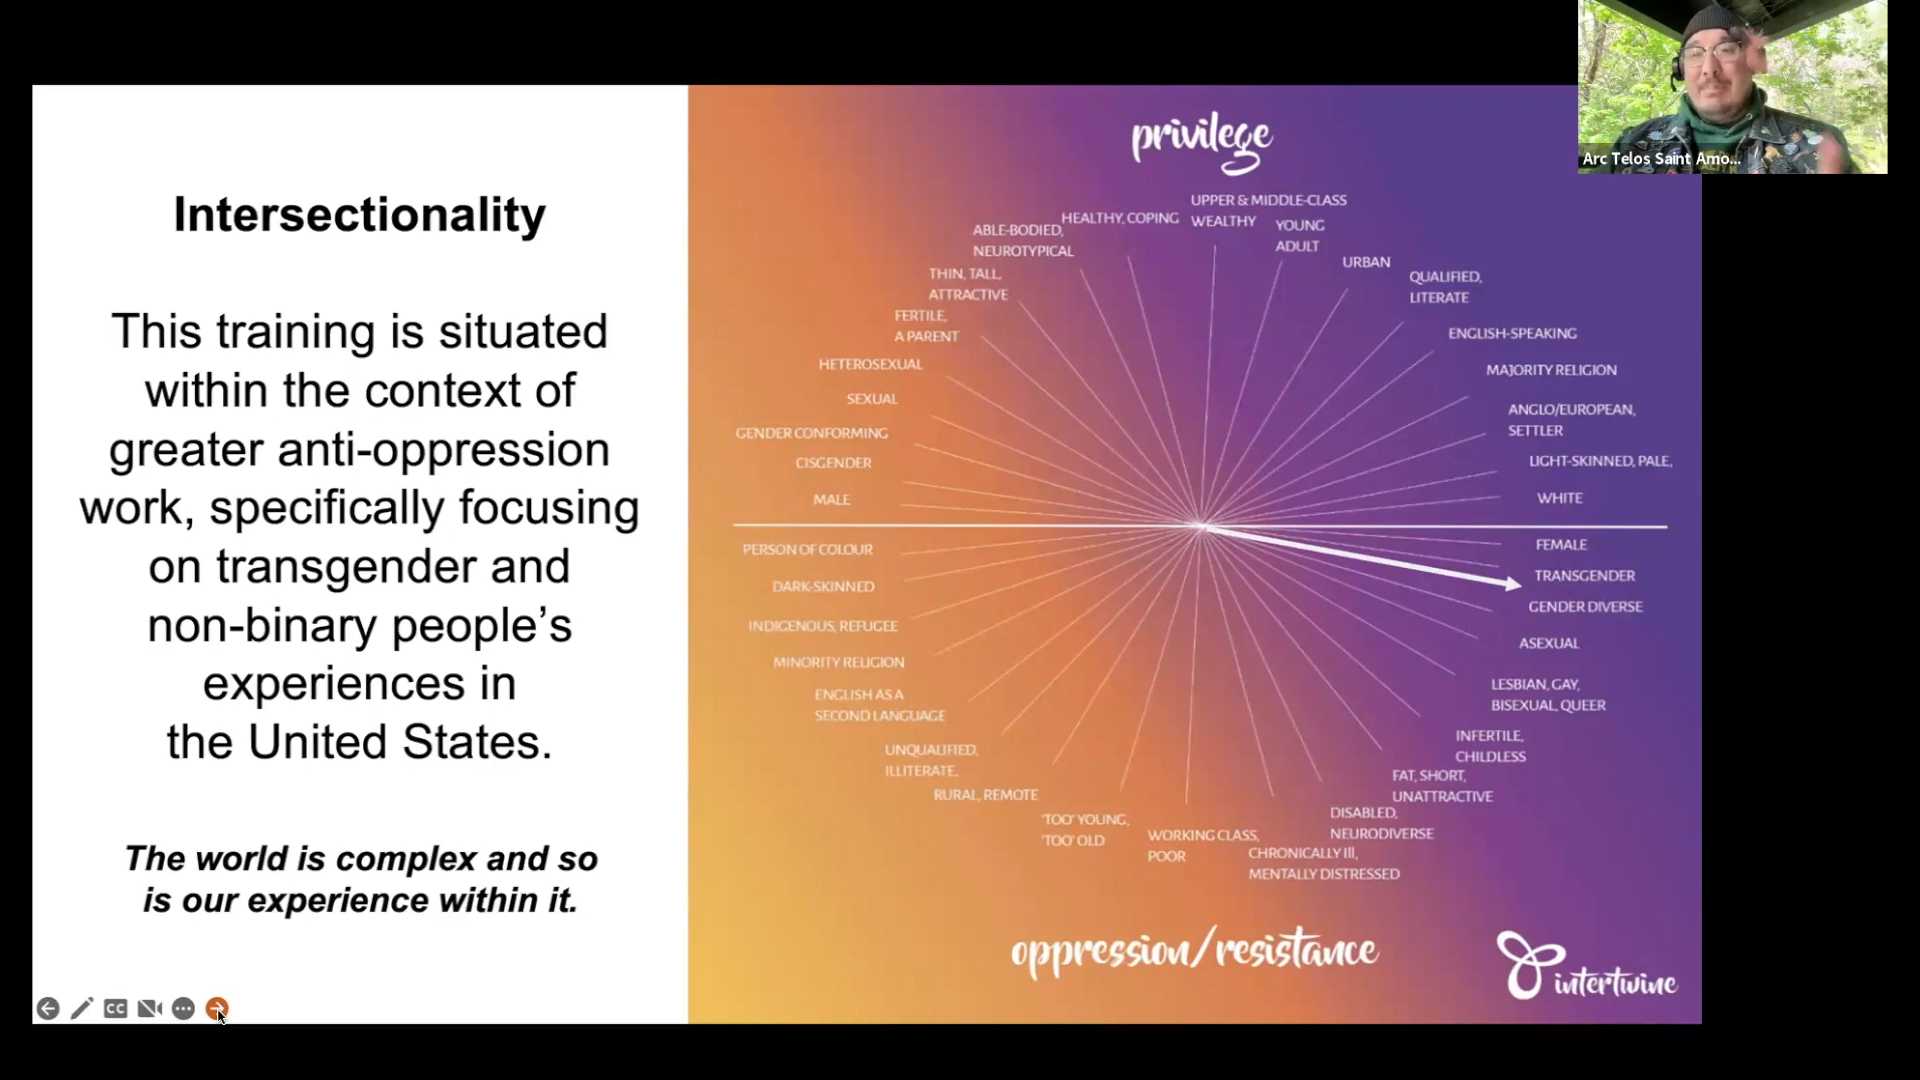 Intersectionality
This training is situated
within the context of
greater anti-oppression
work, specifically focusing
on transgender and
non-binary people’s
experiences in
the United States.
The world is complex and so
is our experience within it.
privilege
UPPER & MIDDLE-CLASS
WEALTHY
HEALTHY, COPING
YOUNG
ADULT
ABLE-BODIED,
NEUROTYPICAL
URBAN
THIN, TALL,
ATTRACTIVE
QUALIFIED,
LITERATE
FERTILE,
A PARENT
ENGLISH-SPEAKING
HETEROSEXUAL
MAJORITY RELIGION
SEXUAL
ANGLO/EUROPEAN,
SETTLER
GENDER CONFORMING
CISGENDER
LIGHT-SKINNED, PALE,
MALE
WHITE
PERSON OF COLOUR
FEMALE
DARK-SKINNED
TRANSGENDER
GENDER DIVERSE
INDIGENOUS, REFUGEE
ASEXUAL
MINORITY RELIGION
LESBIAN, GAY,
BISEXUAL, QUEER
ENGLISH AS A
SECOND LANGUAGE
INFERTILE,
CHILDLESS
UNQUALIFIED,
ILLITERATE,
FAT, SHORT,
UNATTRACTIVE
RURAL, REMOTE
DISABLED,
NEURODIVERSE
'TOO' YOUNG,
'TOO' OLD
WORKING CLASS,
POOR
CHRONICALLY Ill,
MENTALLY DISTRESSED
oppression/resistance
intertwine
Arc Telos Saint Amo...
CC